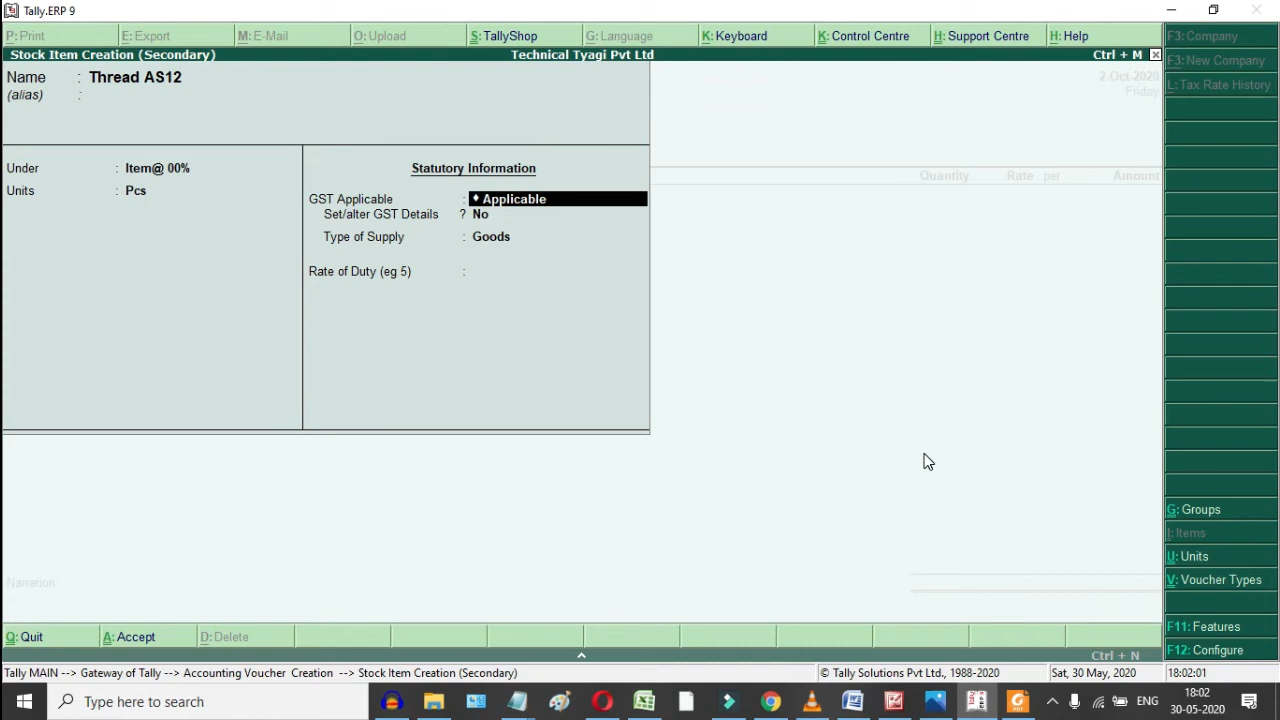 Tally.ERP 9
P: Print E: Export M: E-Mail O: Upload S: TallyShop G: Language K: Keyboard K: Control Centre H: Support Centre H: Help F3: Company
Stock Item Creation (Secondary) Technical Tyagi Pvt Ltd Ctrl + M
F3: New Company
Name : Thread AS12 2-Oct-2020
L: Tax Rate History
(alias) : Friday
Under : Item@ 00% Statutory Information Quantity Rate per Amount
Units : Pcs
GST Applicable : ♦ Applicable
Set/alter GST Details ? No
Type of Supply : Goods
Rate of Duty (eg 5) :
G: Groups
I: Items
U: Units
V: Voucher Types
Narration:
F11: Features
Q: Quit A: Accept D: Delete
F12: Configure
Ctrl + N
Tally MAIN --> Gateway of Tally --> Accounting Voucher Creation --> Stock Item Creation (Secondary) © Tally Solutions Pvt Ltd., 1988-2020 Sat, 30 May, 2020 18:02:01
Type here to search ENG 18:02
30-05-2020